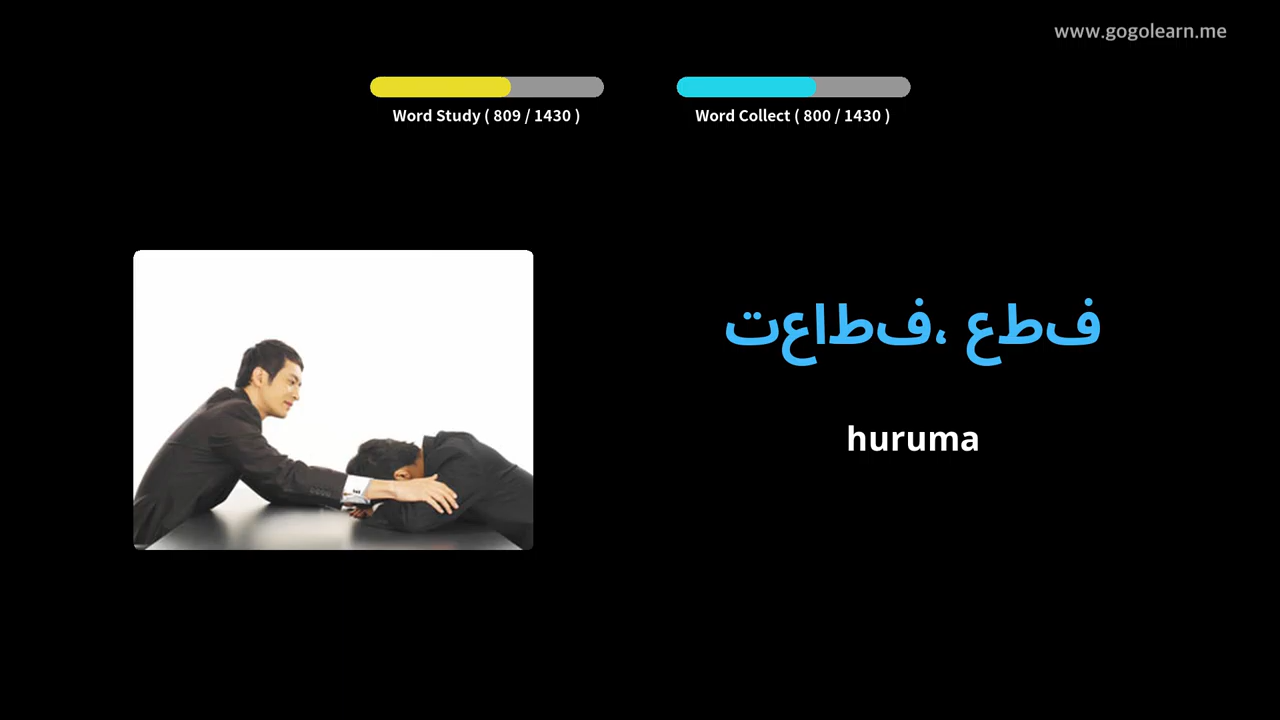 www.gogolearn.me
Word Study ( 809 / 1430 )
Word Collect ( 800 / 1430 )
تعاطف، عطف
huruma